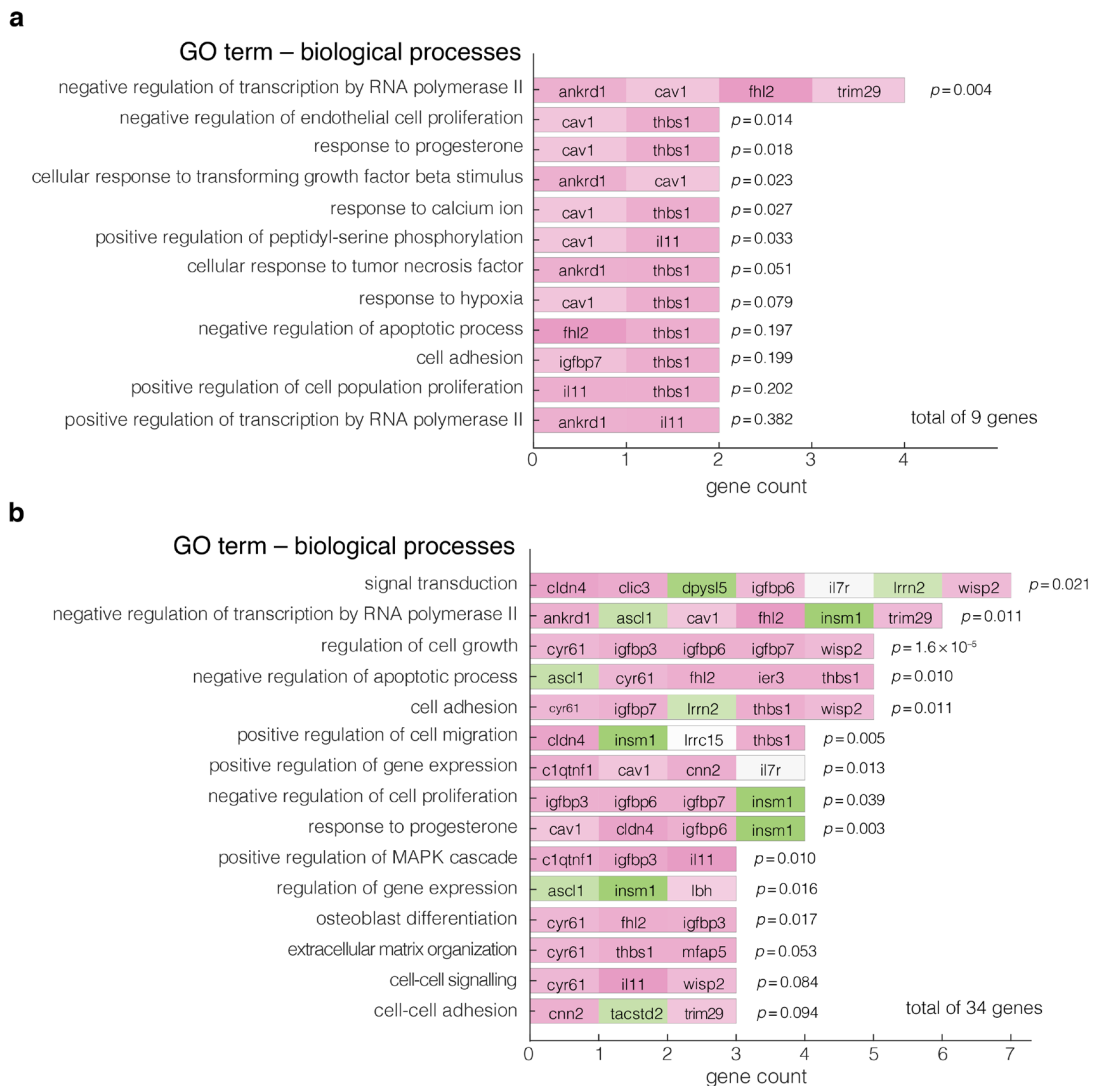 a
GO term – biological processes
negative regulation of transcription by RNA polymerase II ankrd1 cav1 fhl2 trim29 p=0.004
negative regulation of endothelial cell proliferation cav1 thbs1 p=0.014
response to progesterone cav1 thbs1 p=0.018
cellular response to transforming growth factor beta stimulus ankrd1 cav1 p=0.023
response to calcium ion cav1 thbs1 p=0.027
positive regulation of peptidyl-serine phosphorylation cav1 il11 p=0.033
cellular response to tumor necrosis factor ankrd1 thbs1 p=0.051
response to hypoxia cav1 thbs1 p=0.079
negative regulation of apoptotic process fhl2 thbs1 p=0.197
cell adhesion igfbp7 thbs1 p=0.199
positive regulation of cell population proliferation il11 thbs1 p=0.202
positive regulation of transcription by RNA polymerase II ankrd1 il11 p=0.382 total of 9 genes
0 1 2 3 4
gene count
b
GO term – biological processes
signal transduction cldn4 clic3 dpysl5 igfbp6 il7r lrrn2 wisp2 p=0.021
negative regulation of transcription by RNA polymerase II ankrd1 ascl1 cav1 fhl2 insm1 trim29 p=0.011
regulation of cell growth cyr61 igfbp3 igfbp6 igfbp7 wisp2 p=1.6×10⁻⁵
negative regulation of apoptotic process ascl1 cyr61 fhl2 ier3 thbs1 p=0.010
cell adhesion cyr61 igfbp7 lrrn2 thbs1 wisp2 p=0.011
positive regulation of cell migration cldn4 insm1 lrrc15 thbs1 p=0.005
positive regulation of gene expression c1qtnf1 cav1 cnn2 il7r p=0.013
negative regulation of cell proliferation igfbp3 igfbp6 igfbp7 insm1 p=0.039
response to progesterone cav1 cldn4 igfbp6 insm1 p=0.003
positive regulation of MAPK cascade c1qtnf1 igfbp3 il11 p=0.010
regulation of gene expression ascl1 insm1 lbh p=0.016
osteoblast differentiation cyr61 fhl2 igfbp3 p=0.017
extracellular matrix organization cyr61 thbs1 mfap5 p=0.053
cell-cell signalling cyr61 il11 wisp2 p=0.084
cell-cell adhesion cnn2 tacstd2 trim29 p=0.094 total of 34 genes
0 1 2 3 4 5 6 7
gene count